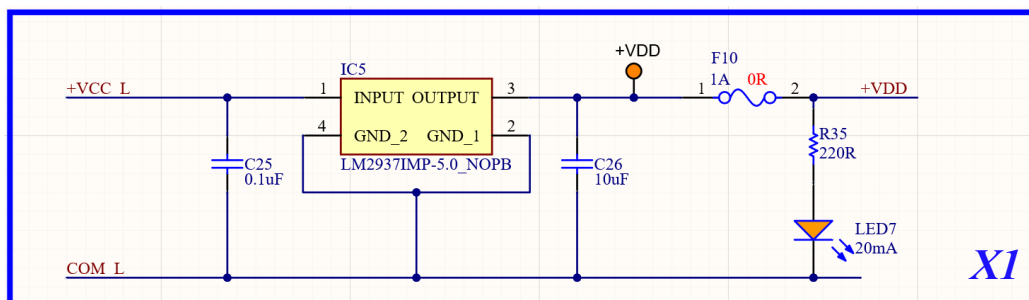 +VDD
F10
IC5
1A 0R
+VCC_L 1 INPUT OUTPUT 3 1 2 +VDD
4 GND_2 GND_1 2
R35
220R
C25
0.1uF
LM2937IMP-5.0_NOPB
C26
10uF
LED7
20mA
COM_L
X1